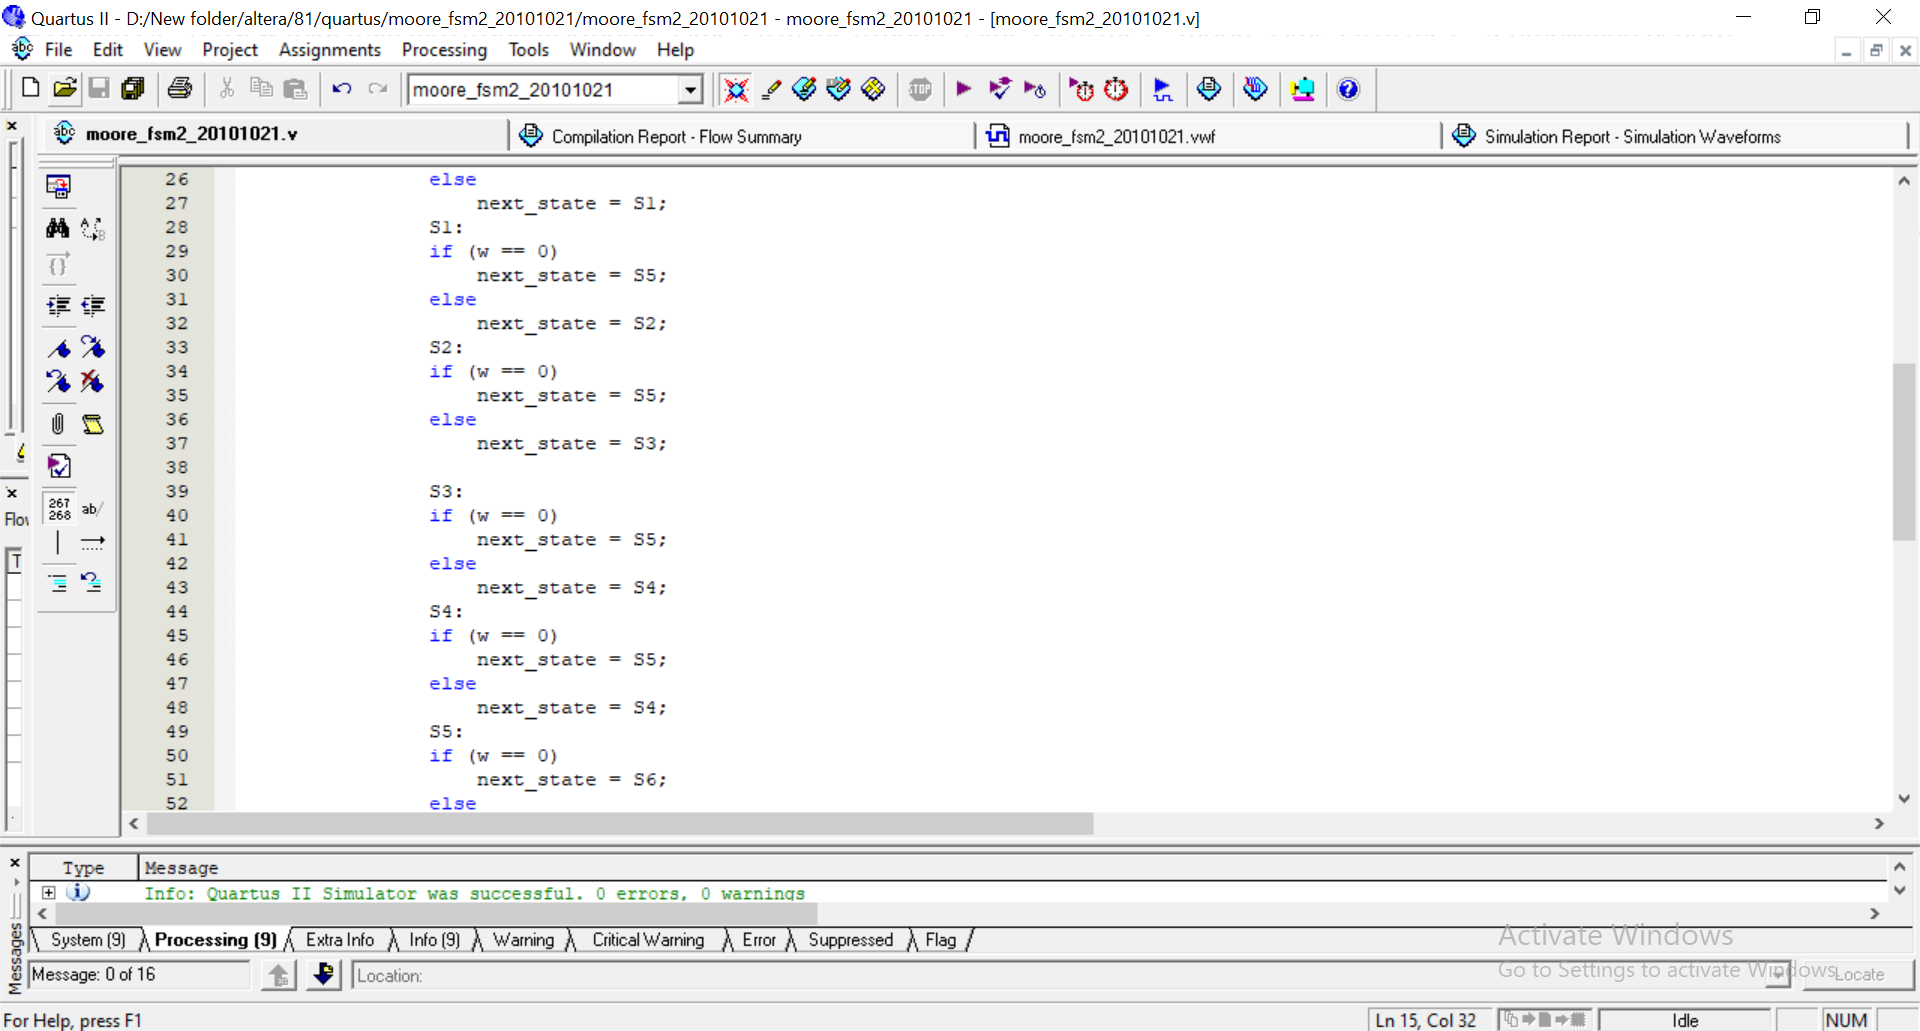 Quartus II - D:/New folder/altera/81/quartus/moore_fsm2_20101021/moore_fsm2_20101021 - moore_fsm2_20101021 - [moore_fsm2_20101021.v]
File Edit View Project Assignments Processing Tools Window Help
moore_fsm2_20101021
STOP
moore_fsm2_20101021.v
Compilation Report - Flow Summary
moore_fsm2_20101021.vwf
Simulation Report - Simulation Waveforms
26 else
27 next_state = S1;
28 S1:
29 if (w == 0)
30 next_state = S5;
31 else
32 next_state = S2;
33 S2:
34 if (w == 0)
35 next_state = S5;
36 else
37 next_state = S3;
38
39 S3:
40 if (w == 0)
41 next_state = S5;
42 else
43 next_state = S4;
44 S4:
45 if (w == 0)
46 next_state = S5;
47 else
48 next_state = S4;
49 S5:
50 if (w == 0)
51 next_state = S6;
52 else
Flo
T
267
268
ab/
Type Message
Info: Quartus II Simulator was successful. 0 errors, 0 warnings
System (9) Processing (9) Extra Info Info (9) Warning Critical Warning Error Suppressed Flag
Messages
Message: 0 of 16
Location:
Locate
Activate Windows
Go to Settings to activate Windows.
For Help, press F1
Ln 15, Col 32
Idle
NUM